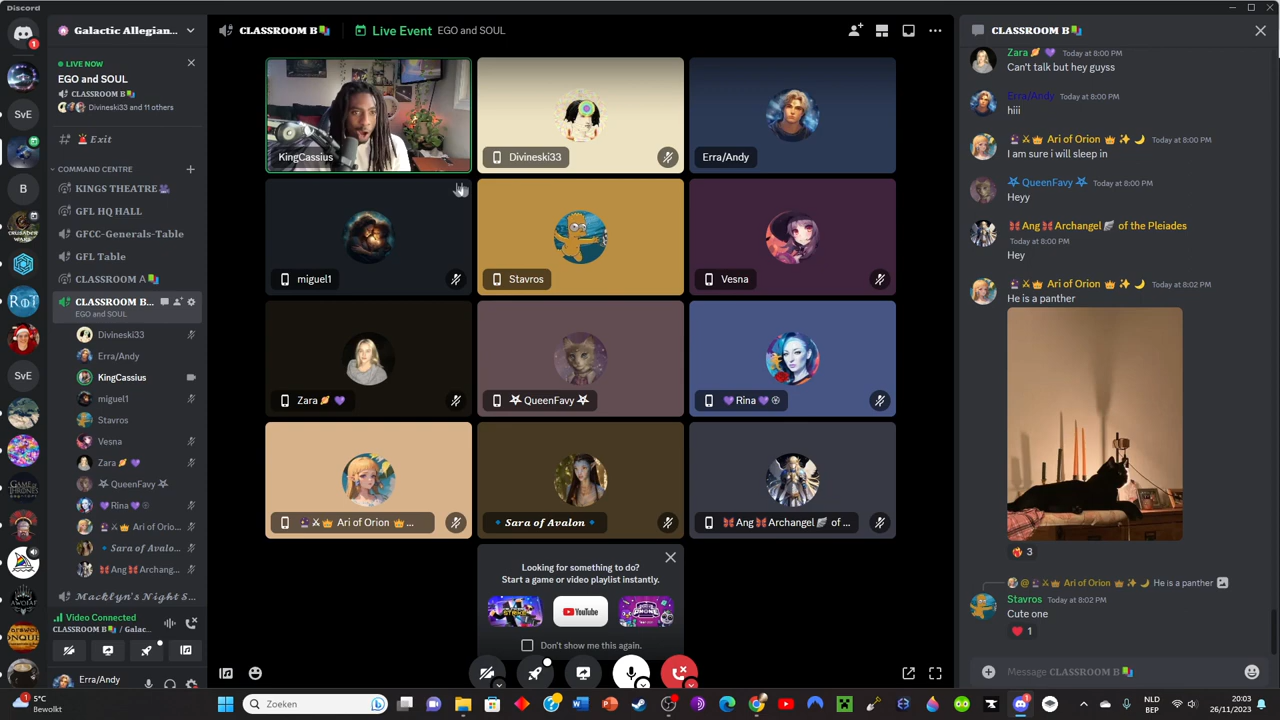 Discord
Galactic Allegian...
LIVE NOW
EGO and SOUL
CLASSROOM B
Divineski33 and 11 others
Exit
COMMAND CENTRE
KINGS THEATRE
GFL HQ HALL
GFCC-Generals-Table
GFL Table
CLASSROOM A
CLASSROOM B...
EGO and SOUL
Divineski33
Erra/Andy
KingCassius
miguel1
Stavros
Vesna
Zara
QueenFavy
Rina
Ari of Orio...
Sara of Avalo...
Ang Archang...
Macktyn's Night S...
Video Connected
CLASSROOM B / Galac...
Erra/Andy
1
SvE
B
SvE
CLASSROOM B
Live Event EGO and SOUL
KingCassius
Divineski33
Erra/Andy
miguel1
Stavros
Vesna
Zara
QueenFavy
Rina
Ari of Orion ...
Sara of Avalon
Ang Archangel of ...
Looking for something to do?
Start a game or video playlist instantly.
YouTube
Don't show me this again.
CLASSROOM B
Zara Today at 8:00 PM
Can't talk but hey guyss
Erra/Andy Today at 8:00 PM
hiii
Ari of Orion Today at 8:00 PM
I am sure i will sleep in
QueenFavy Today at 8:00 PM
Heyy
Ang Archangel of the Pleiades
Today at 8:00 PM
Hey
Ari of Orion Today at 8:02 PM
He is a panther
3
@ Ari of Orion He is a panther
Stavros Today at 8:02 PM
Cute one
1
Message CLASSROOM B
1
5°C
Bewolkt
Zoeken
1
NLD
BEP
20:03
26/11/2023